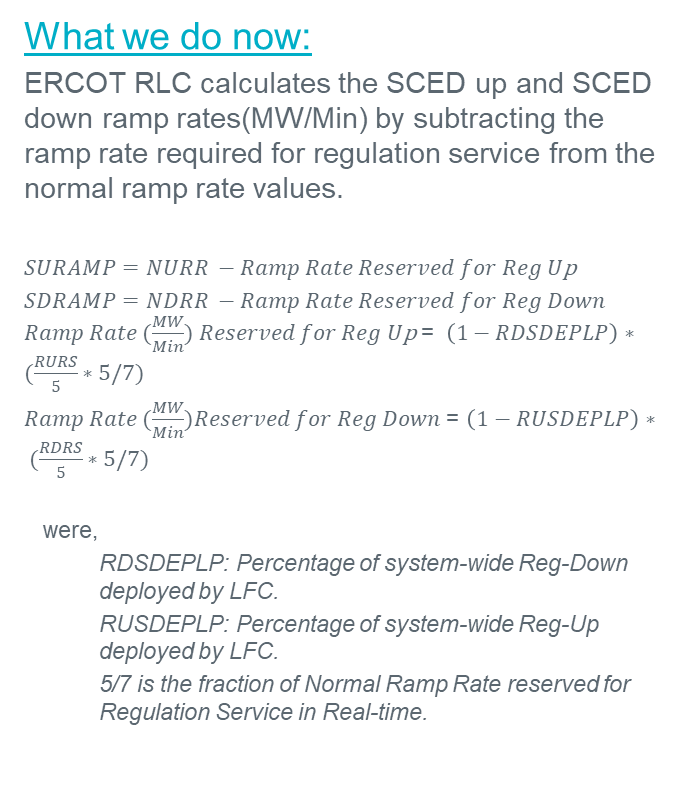 What we do now:
ERCOT RLC calculates the SCED up and SCED
down ramp rates(MW/Min) by subtracting the
ramp rate required for regulation service from the
normal ramp rate values.
SURAMP = NURR − Ramp Rate Reserved for Reg Up
SDRAMP = NDRR − Ramp Rate Reserved for Reg Down
Ramp Rate (MW/Min) Reserved for Reg Up= (1 − RDSDEPLP) ∗
(RURS/5 ∗ 5/7)
Ramp Rate (MW/Min)Reserved for Reg Down = (1 − RUSDEPLP) ∗
(RDRS/5 ∗ 5/7)
were,
RDSDEPLP: Percentage of system-wide Reg-Down
deployed by LFC.
RUSDEPLP: Percentage of system-wide Reg-Up
deployed by LFC.
5/7 is the fraction of Normal Ramp Rate reserved for
Regulation Service in Real-time.